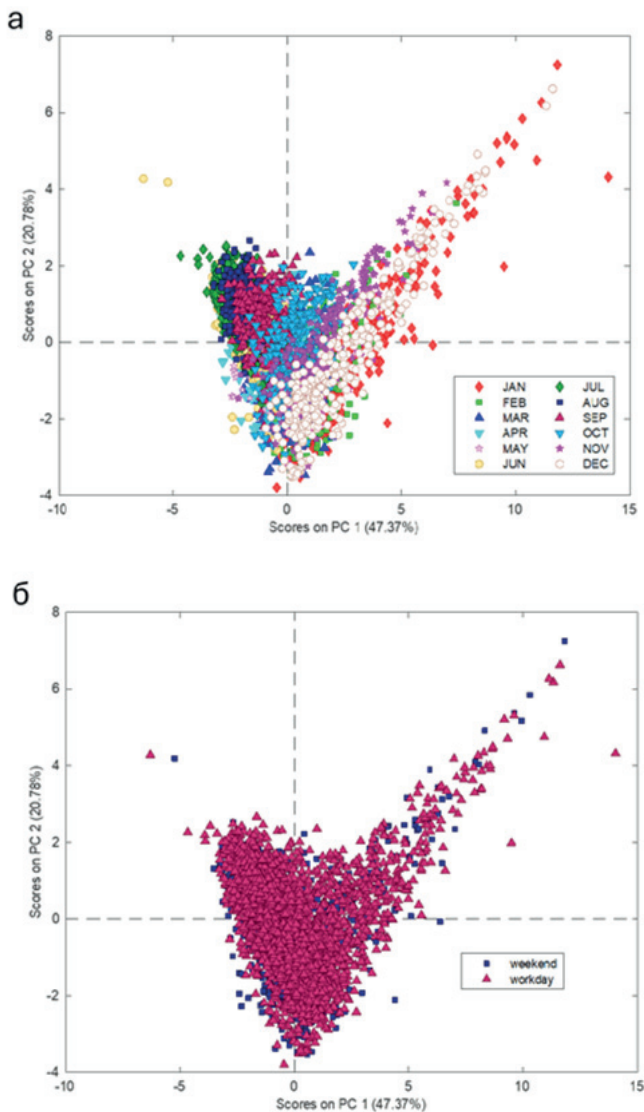 а
8
6
4
2
0
-2
-4
-10
-5
0
5
10
15
Scores on PC 2 (20.78%)
Scores on PC 1 (47.37%)
JAN
FEB
MAR
APR
MAY
JUN
JUL
AUG
SEP
OCT
NOV
DEC
б
8
6
4
2
0
-2
-4
-10
-5
0
5
10
15
Scores on PC 2 (20.78%)
Scores on PC 1 (47.37%)
weekend
workday